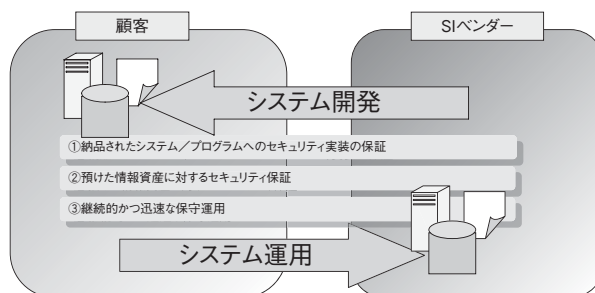 顧客
SIベンダー
システム開発
①納品されたシステム／プログラムへのセキュリティ実装の保証
②預けた情報資産に対するセキュリティ保証
③継続的かつ迅速な保守運用
システム運用